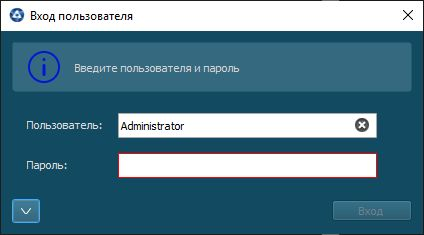 Вход пользователя
Введите пользователя и пароль
Пользователь:
Administrator
Пароль:
Вход